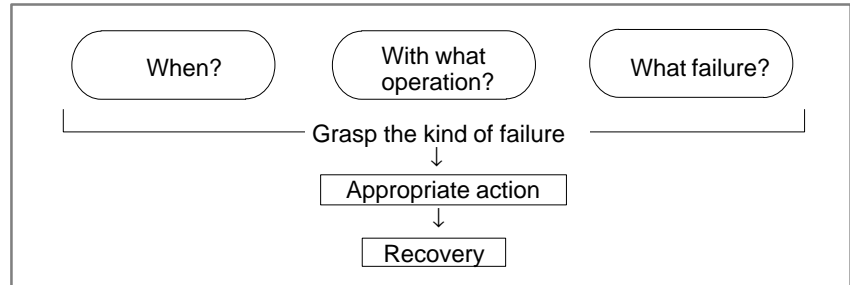 When?
With what
operation?
What failure?
Grasp the kind of failure
↓
Appropriate action
↓
Recovery